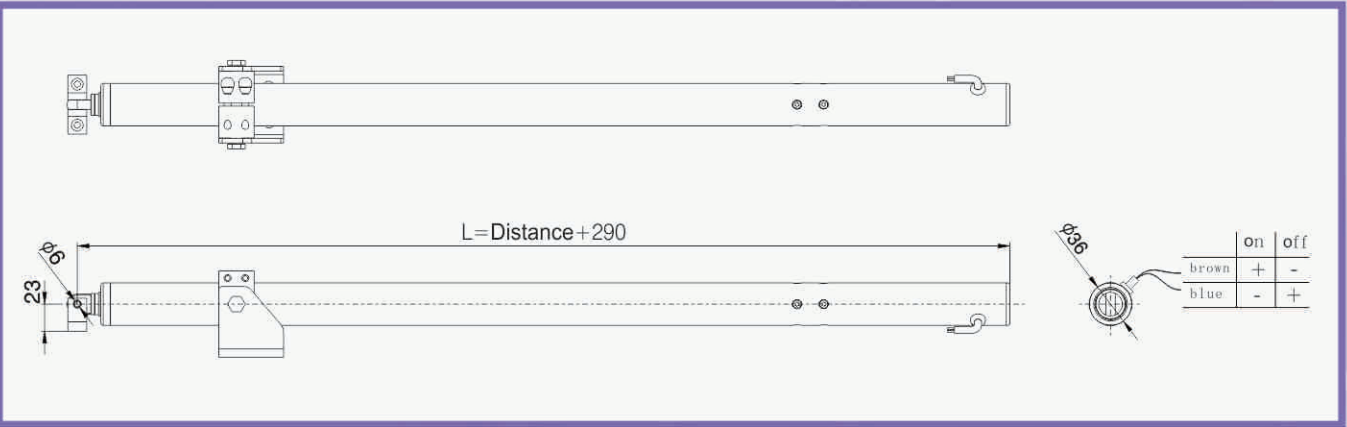 L=Distance+290
ϕ6
23
ϕ36
on off
brown + -
blue - +